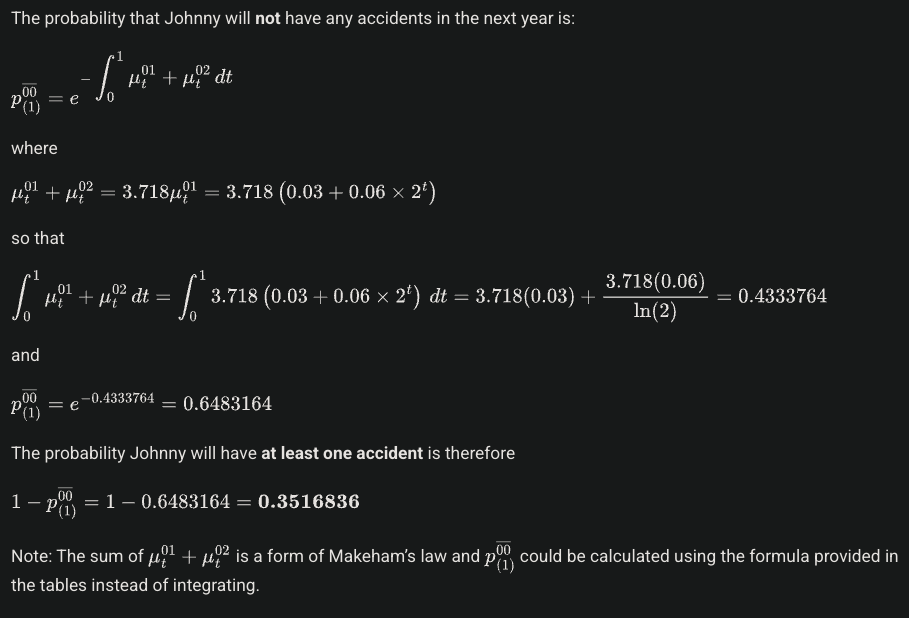 The probability that Johnny will not have any accidents in the next year is:
$p_{(1)}^{\overline{00}} = e^{-\int_0^1 \mu_t^{01} + \mu_t^{02} \, dt}$
where
$\mu_t^{01} + \mu_t^{02} = 3.718\mu_t^{01} = 3.718 \left(0.03 + 0.06 \times 2^t\right)$
so that
$\int_0^1 \mu_t^{01} + \mu_t^{02} \, dt = \int_0^1 3.718 \left(0.03 + 0.06 \times 2^t\right) \, dt = 3.718(0.03) + \frac{3.718(0.06)}{\ln(2)} = 0.4333764$
and
$p_{(1)}^{\overline{00}} = e^{-0.4333764} = 0.6483164$
The probability Johnny will have at least one accident is therefore
$1 - p_{(1)}^{\overline{00}} = 1 - 0.6483164 = \mathbf{0.3516836}$
Note: The sum of $\mu_t^{01} + \mu_t^{02}$ is a form of Makeham’s law and $p_{(1)}^{\overline{00}}$ could be calculated using the formula provided in
the tables instead of integrating.